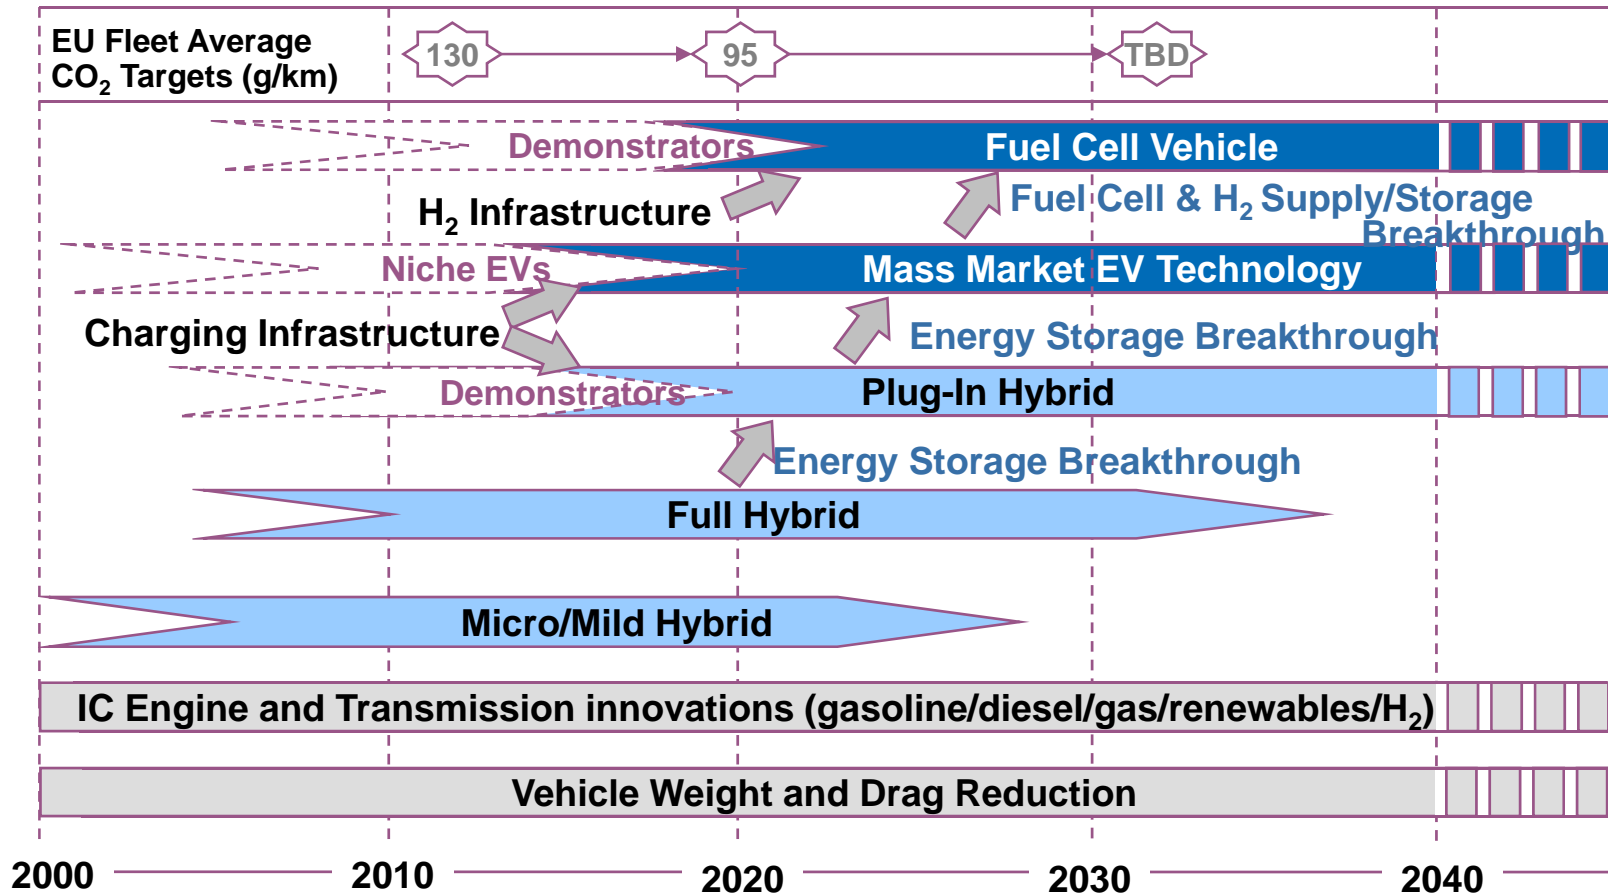 EU Fleet Average
CO₂ Targets (g/km)
130
95
TBD
Demonstrators
Fuel Cell Vehicle
H₂ Infrastructure
Fuel Cell & H₂ Supply/Storage
Breakthrough
Niche EVs
Mass Market EV Technology
Charging Infrastructure
Energy Storage Breakthrough
Demonstrators
Plug-In Hybrid
Energy Storage Breakthrough
Full Hybrid
Micro/Mild Hybrid
IC Engine and Transmission innovations (gasoline/diesel/gas/renewables/H₂)
Vehicle Weight and Drag Reduction
2000
2010
2020
2030
2040